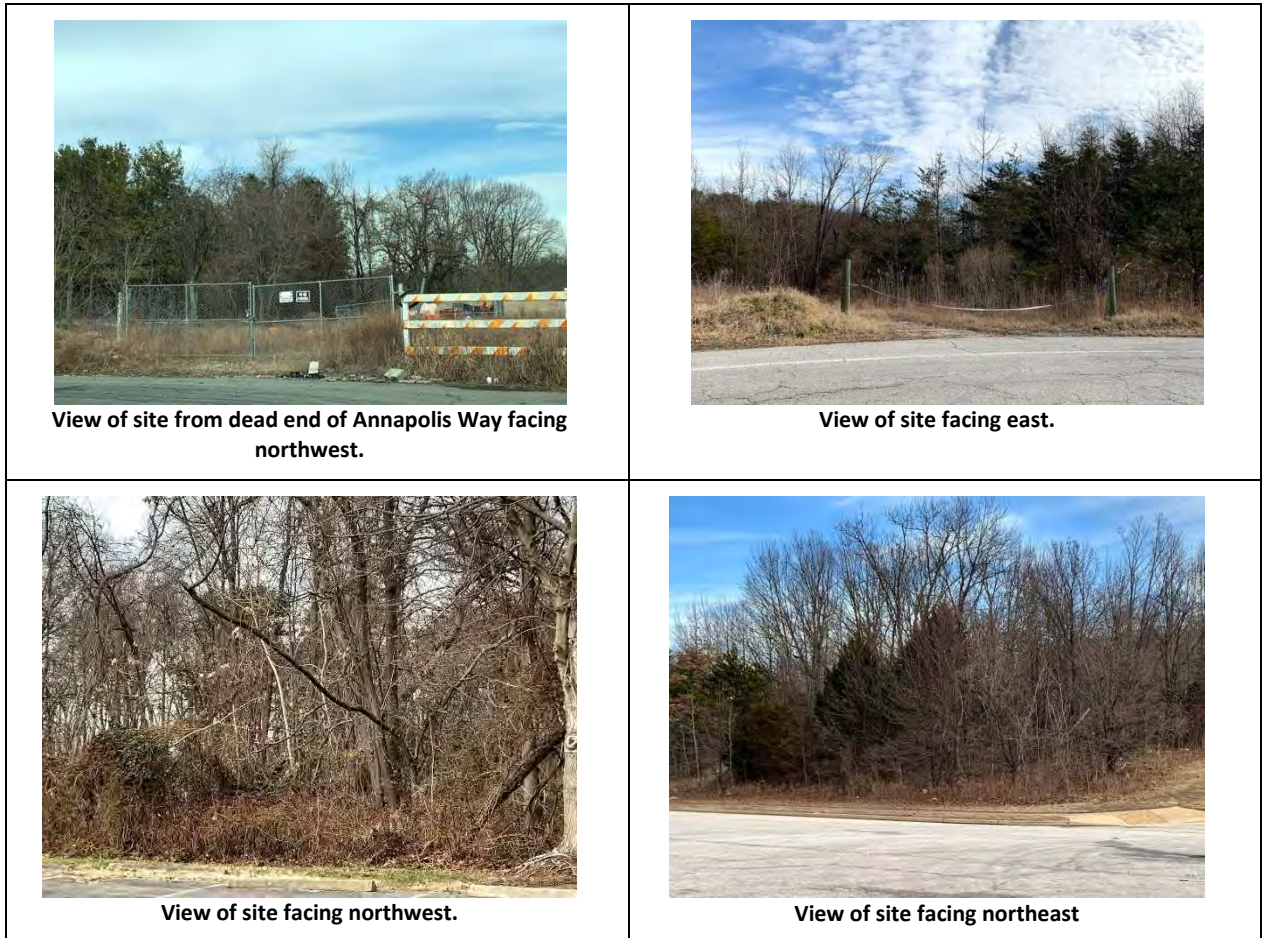 View of site from dead end of Annapolis Way facing
northwest.
View of site facing east.
View of site facing northwest.
View of site facing northeast